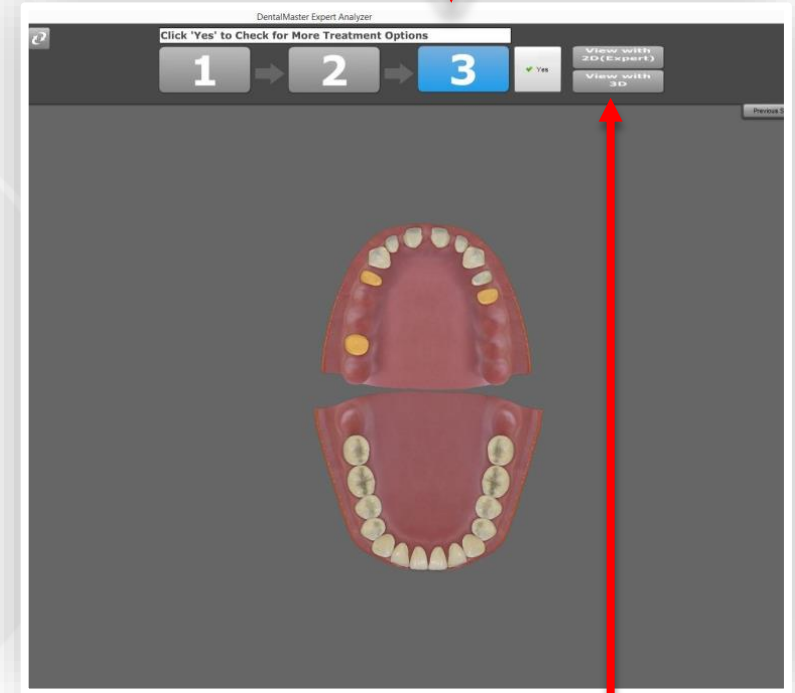 DentalMaster Expert Analyzer
Click 'Yes' to Check for More Treatment Options
1
2
3
Yes
View with
2D(Expert)
View with
3D
Previous S